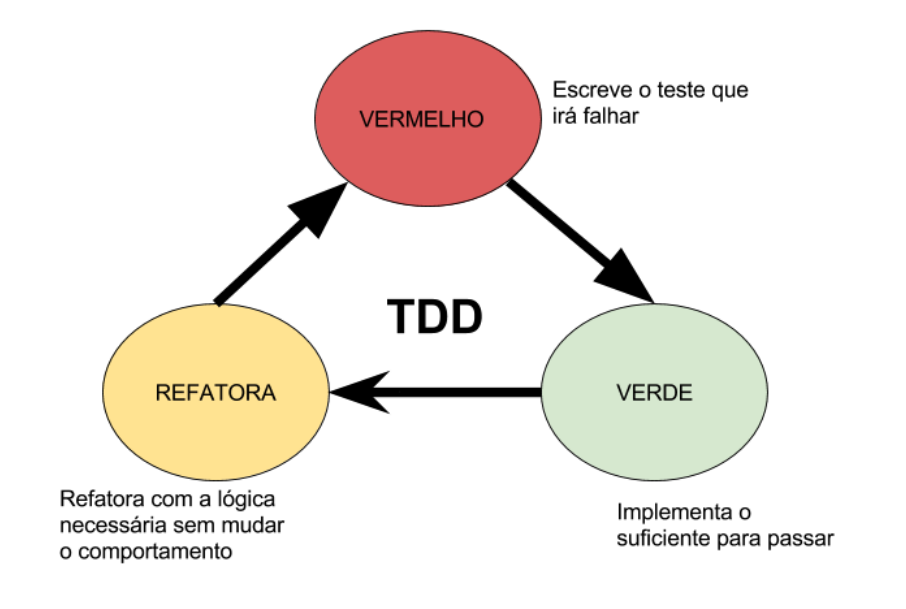 VERMELHO
Escreve o teste que
irá falhar
TDD
REFATORA
VERDE
Refatora com a lógica
necessária sem mudar
o comportamento
Implementa o
suficiente para passar